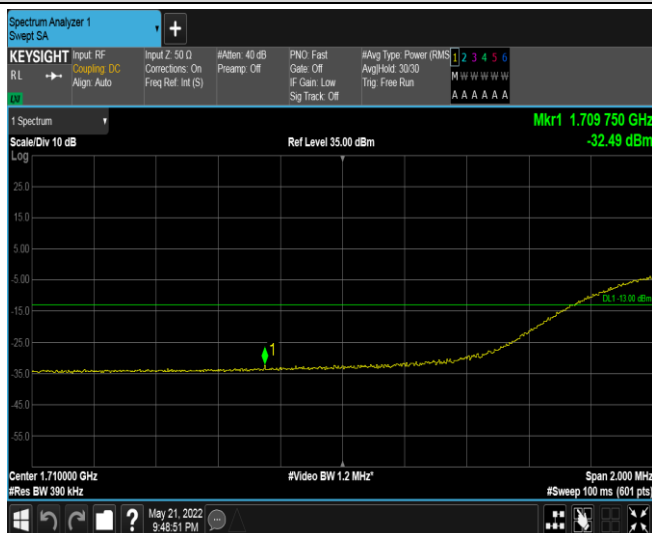 Spectrum Analyzer 1
Swept SA
KEYSIGHT Input: RF Input Z: 50 Ω #Atten: 40 dB PNO: Fast #Avg Type: Power (RMS 1 2 3 4 5 6
RL Coupling: DC Corrections: On Preamp: Off Gate: Off Avg|Hold: 30/30 M W W W W W
Align: Auto Freq Ref: Int (S) IF Gain: Low Trig: Free Run
Sig Track: Off A A A A A A
1 Spectrum Mkr1 1.709 750 GHz
Scale/Div 10 dB Ref Level 35.00 dBm -32.49 dBm
Log
25.0
15.0
5.00
-5.00
DL1 -13.00 dBm
-15.0
-25.0
1
-35.0
-45.0
-55.0
Center 1.710000 GHz #Video BW 1.2 MHz* Span 2.000 MHz
#Res BW 390 kHz #Sweep 100 ms (601 pts)
? May 21, 2022
9:48:51 PM